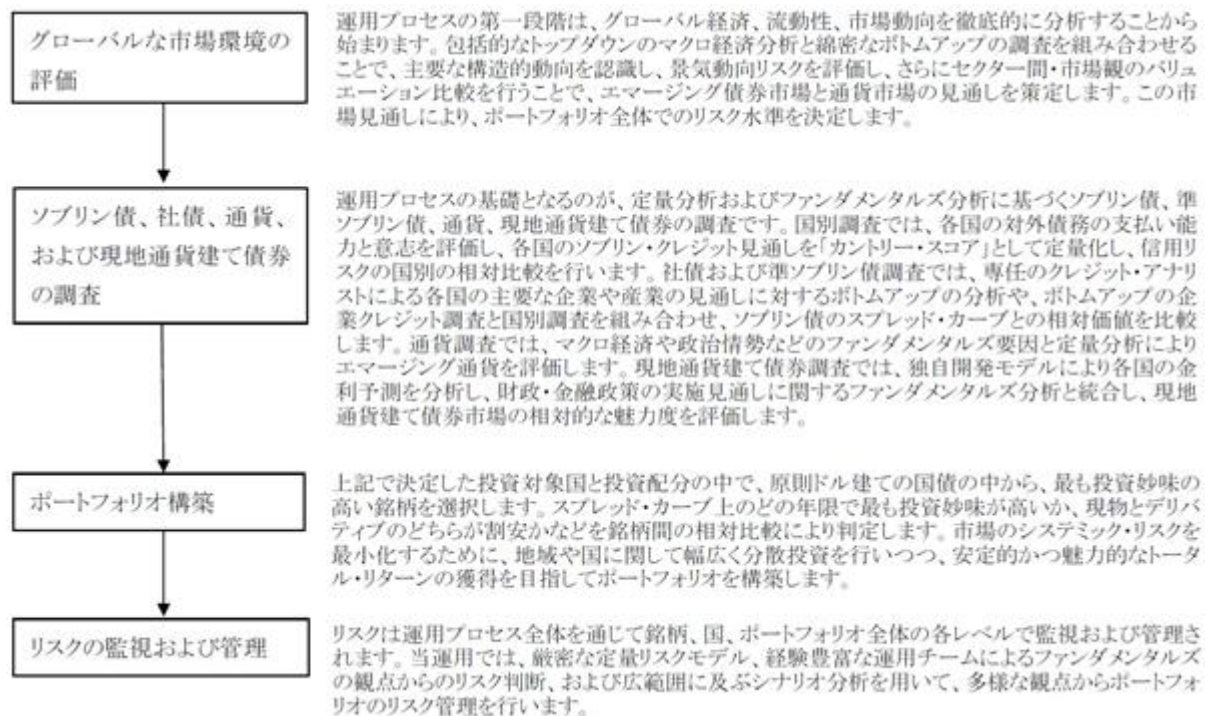 グローバルな市場環境の
評価
運用プロセスの第一段階は、グローバル経済、流動性、市場動向を徹底的に分析することから
始まります。包括的なトップダウンのマクロ経済分析と綿密なボトムアップの調査を組み合わせる
ことで、主要な構造的動向を認識し、景気動向リスクを評価し、さらにセクター間・市場観のバリュ
エーション比較を行うことで、エマージング債券市場と通貨市場の見通しを策定します。この市
場見通しにより、ポートフォリオ全体でのリスク水準を決定します。
ソブリン債、社債、通貨、
および現地通貨建て債券
の調査
運用プロセスの基礎となるのが、定量分析およびファンダメンタルズ分析に基づくソブリン債、準
ソブリン債、通貨、現地通貨建て債券の調査です。国別調査では、各国の対外債務の支払い能
力と意志を評価し、各国のソブリン・クレジット見通しを「カントリー・スコア」として定量化し、信用リ
スクの国別の相対比較を行います。社債および準ソブリン債調査では、専任のクレジット・アナリ
ストによる各国の主要な企業や産業の見通しに対するボトムアップの分析や、ボトムアップの企
業クレジット調査と国別調査を組み合わせ、ソブリン債のスプレッド・カーブとの相対価値を比較
します。通貨調査では、マクロ経済や政治情勢などのファンダメンタルズ要因と定量分析により
エマージング通貨を評価します。現地通貨建て債券調査では、独自開発モデルにより各国の金
利予測を分析し、財政・金融政策の実施見通しに関するファンダメンタルズ分析と統合し、現地
通貨建て債券市場の相対的な魅力度を評価します。
ポートフォリオ構築
上記で決定した投資対象国と投資配分の中で、原則ドル建ての国債の中から、最も投資妙味の
高い銘柄を選択します。スプレッド・カーブ上のどの年限で最も投資妙味が高いか、現物とデリバ
ティブのどちらが割安かなどを銘柄間の相対比較により判定します。市場のシステミック・リスクを
最小化するために、地域や国に関して幅広く分散投資を行いつつ、安定的かつ魅力的なトータ
ル・リターンの獲得を目指してポートフォリオを構築します。
リスクの監視および管理
リスクは運用プロセス全体を通じて銘柄、国、ポートフォリオ全体の各レベルで監視および管理さ
れます。当運用では、厳密な定量リスクモデル、経験豊富な運用チームによるファンダメンタルズ
の観点からのリスク判断、および広範囲に及ぶシナリオ分析を用いて、多様な観点からポートフォ
リオのリスク管理を行います。